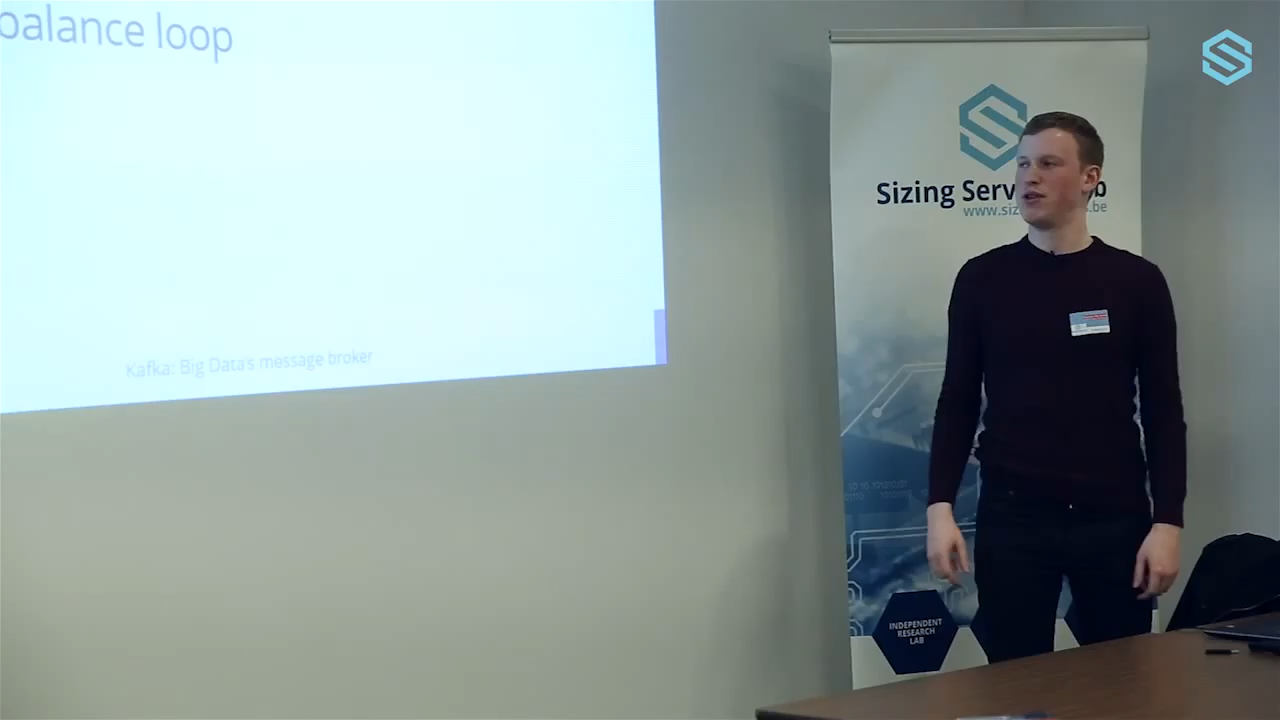 balance loop
Kafka: Big Data's message broker
Sizing Serv b
www.siz s.be
INDEPENDENT
RESEARCH
LAB